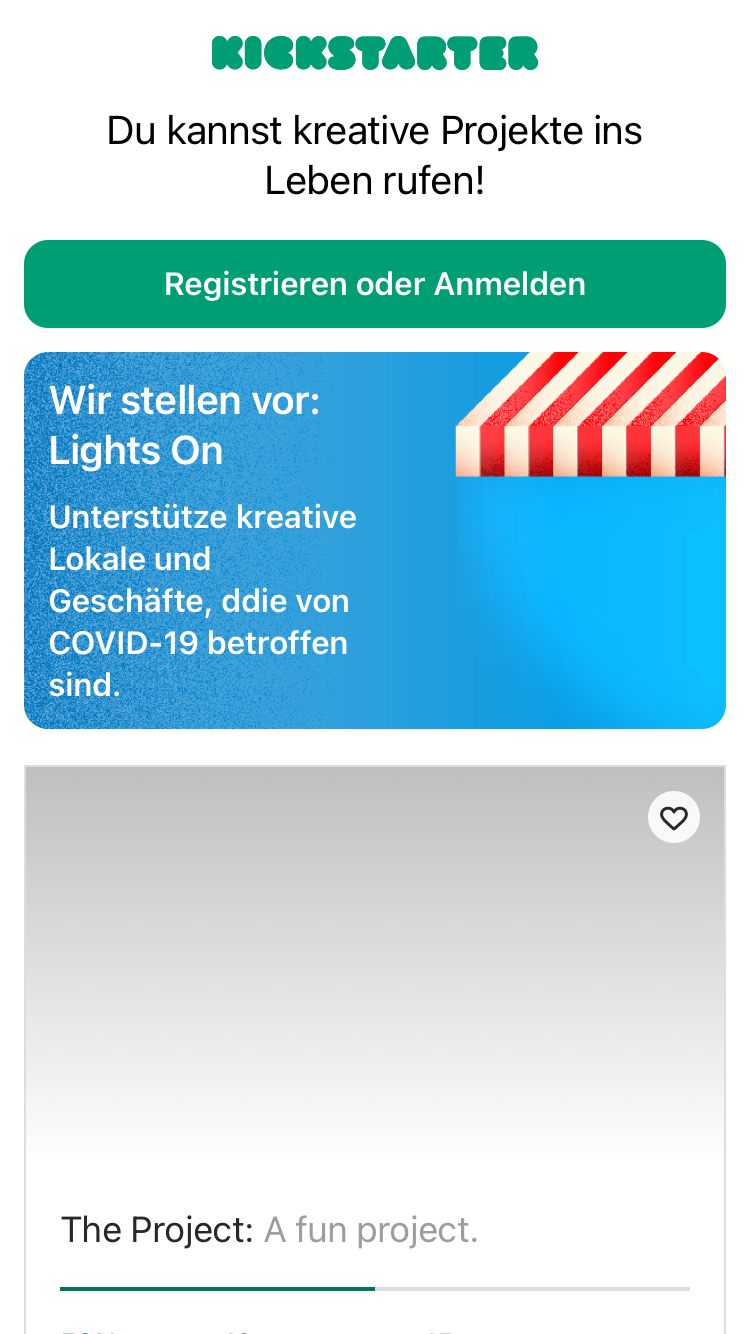 KICKSTARTER
Du kannst kreative Projekte ins
Leben rufen!
Registrieren oder Anmelden
Wir stellen vor:
Lights On
Unterstütze kreative
Lokale und
Geschäfte, ddie von
COVID-19 betroffen
sind.
The Project: A fun project.